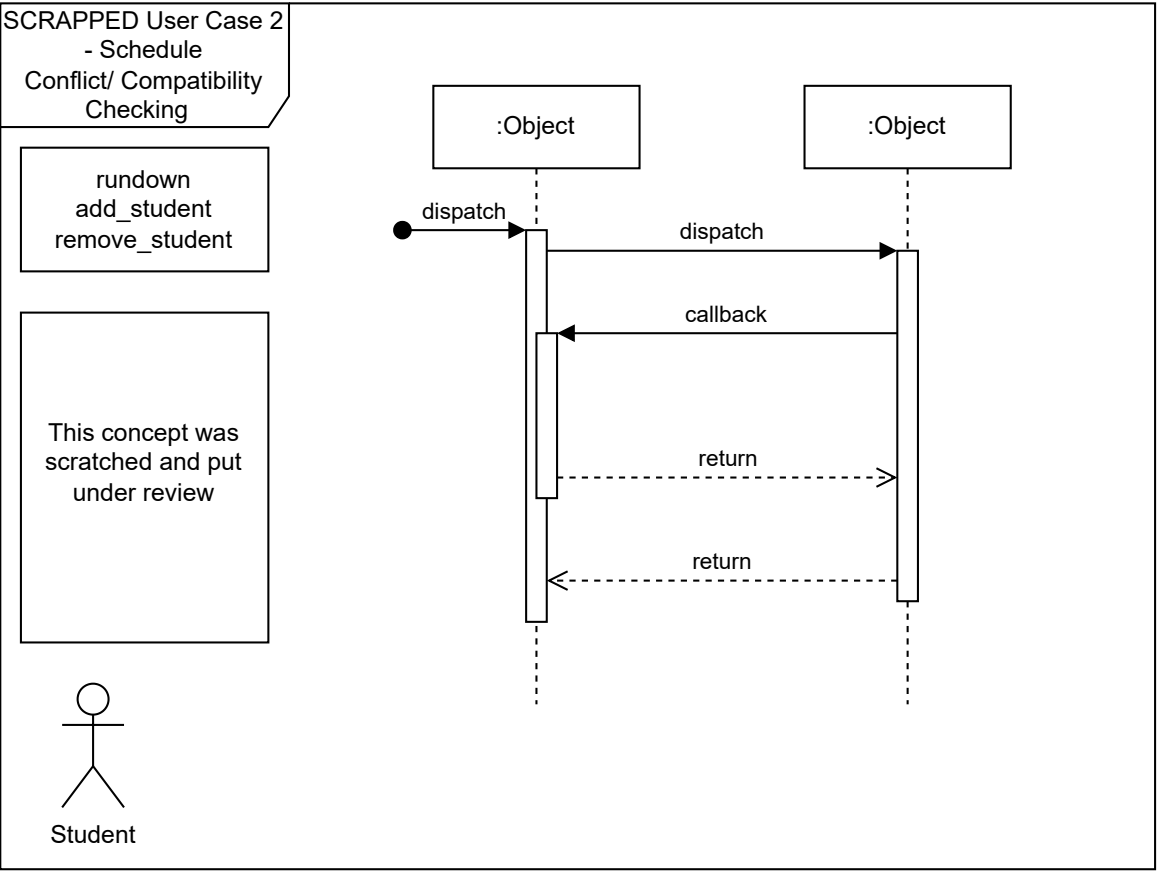 SCRAPPED User Case 2
- Schedule
Conflict/ Compatibility
Checking
rundown
add_student
remove_student
This concept was
scratched and put
under review
Student
:Object
:Object
dispatch
dispatch
callback
return
return